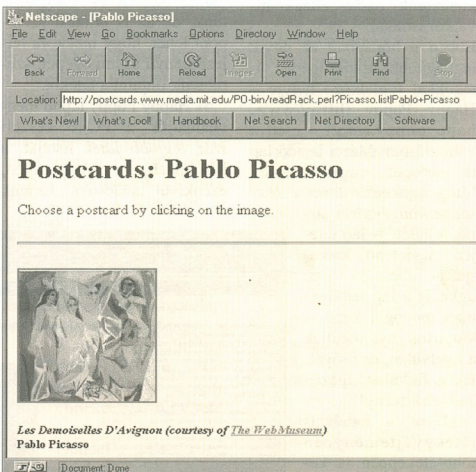 Netscape - [Pablo Picasso]
File Edit View Go Bookmarks Options Directory Window Help
Back Forward Home Reload Images Open Print Find Stop
Location: http://postcards.www.media.mit.edu/PO-bin/readRack.perl?Picasso.list|Pablo+Picasso
What's New! What's Cool! Handbook Net Search Net Directory Software
Postcards: Pablo Picasso
Choose a postcard by clicking on the image.
Les Demoiselles D'Avignon (courtesy of The WebMuseum)
Pablo Picasso
Document: Done